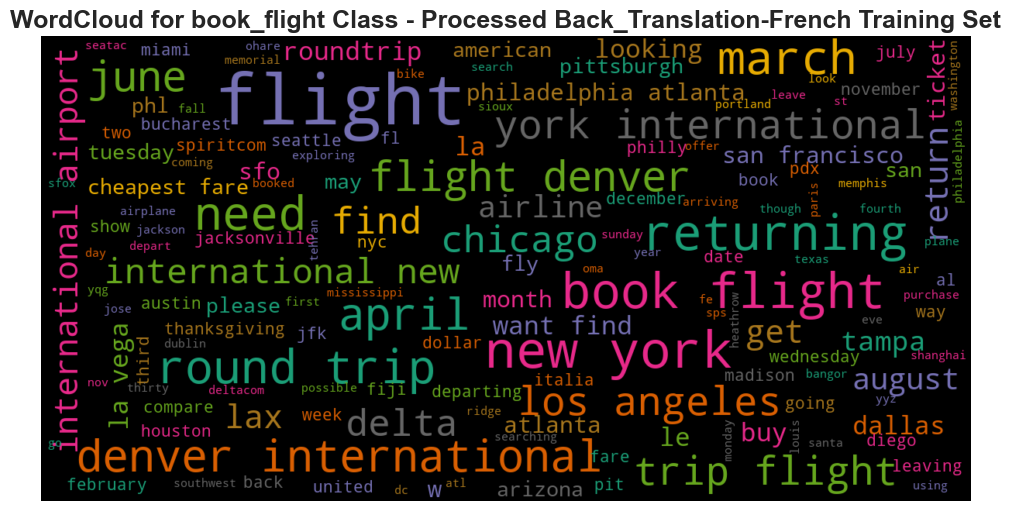 WordCloud for book_flight Class - Processed Back_Translation-French Training Set
seatac
miami
ohare
memorial
roundtrip
american
looking
march
july
ticket
washington
june
flight
bike
search
pittsburgh
look
november
phl
fall
philadelphia atlanta
portland
leave
st
international airport
bucharest
sioux
york international
two
spiritcom
seattle
fl
la
philly
offer
san francisco
pdx
return
philadelphia
tuesday
coming
exploring
sfo
flight denver
san
sfox
cheapest fare
booked
may
book
memphis
december
arriving
paris
airline
airplane
need
find
show
jackson
tehran
chicago
returning
though
fourth
depart
jacksonville
nyc
sunday
plane
day
fly
year
date
texas
international new
oma
air
al
yqg
mississippi
month
book flight
purchase
jose
austin
please
first
april
fe
sps
heathrow
way
thanksgiving
jfk
want find
get
eve
tampa
la vega
third
dublin
dollar
new york
wednesday
shanghai
round trip
madison
bangor
nov
thirty
deltacom
possible
fiji
departing
italia
august
yyz
compare
week
ridge
los angeles
going
houston
lax
delta
atlanta
dallas
go
searching
le
buy
monday
louis
santa
diego
denver international
fare
trip flight
leaving
february
southwest
back
united
dc
atl
w
arizona
pit
using